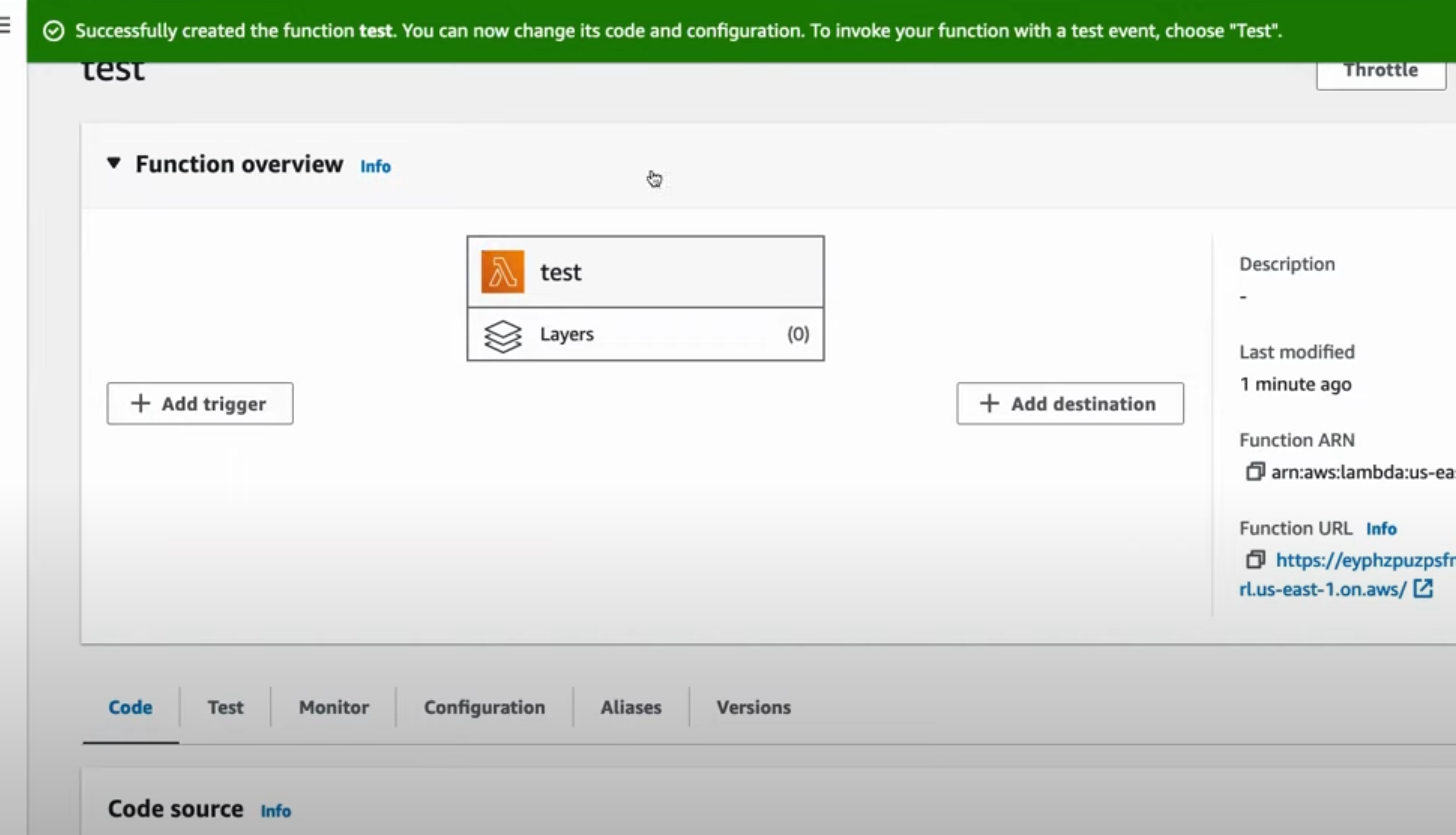 Successfully created the function test. You can now change its code and configuration. To invoke your function with a test event, choose "Test".
test
Throttle
Function overview Info
test
Layers (0)
Add trigger
Add destination
Description
-
Last modified
1 minute ago
Function ARN
arn:aws:lambda:us-ea
Function URL Info
https://eyphzpuzpsfr
rl.us-east-1.on.aws/
Code Test Monitor Configuration Aliases Versions
Code source Info